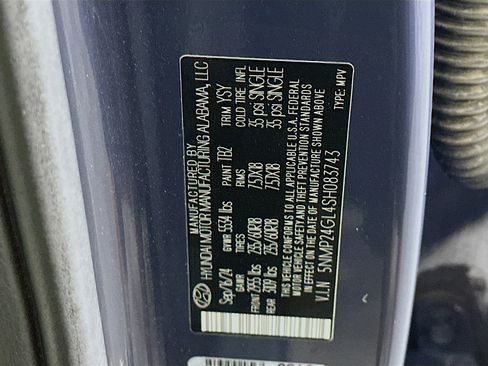 MANUFACTURED BY
HYUNDAI MOTOR MANUFACTURING ALABAMA, LLC
Sep/16/24 GVWR 5534 lbs PAINT TB2 TRIM YSY
GAWR TIRES RIMS COLD TIRE INFL
FRONT 2955 lbs 235/60R18 7.5JX18 35 psi SINGLE
REAR 3019 lbs 235/60R18 7.5JX18 35 psi SINGLE
THIS VEHICLE CONFORMS TO ALL APPLICABLE U.S.A. FEDERAL
MOTOR VEHICLE SAFETY AND THEFT STANDARDS
IN EFFECT ON THE DATE OF MANUFACTURE SHOWN ABOVE
V.I.N 5NMP24GL4SH083743 TYPE: MPV